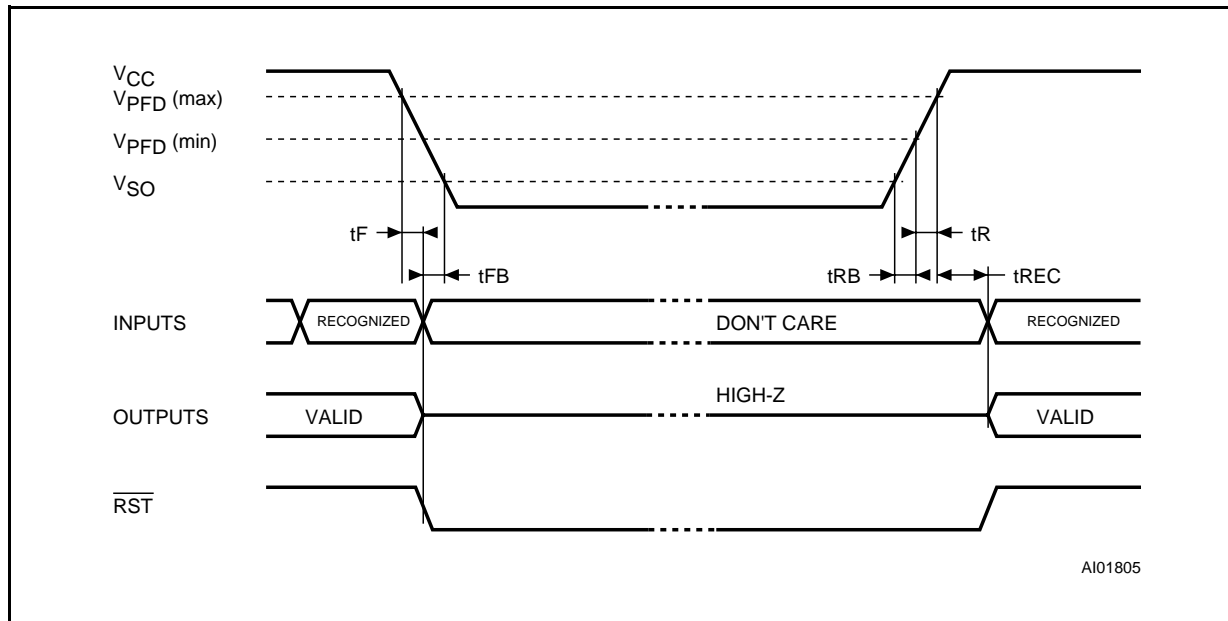 VCC
VPFD (max)
VPFD (min)
VSO
tF
tR
tFB
tRB
tREC
INPUTS
RECOGNIZED
DON'T CARE
RECOGNIZED
HIGH-Z
OUTPUTS
VALID
VALID
RST
AI01805